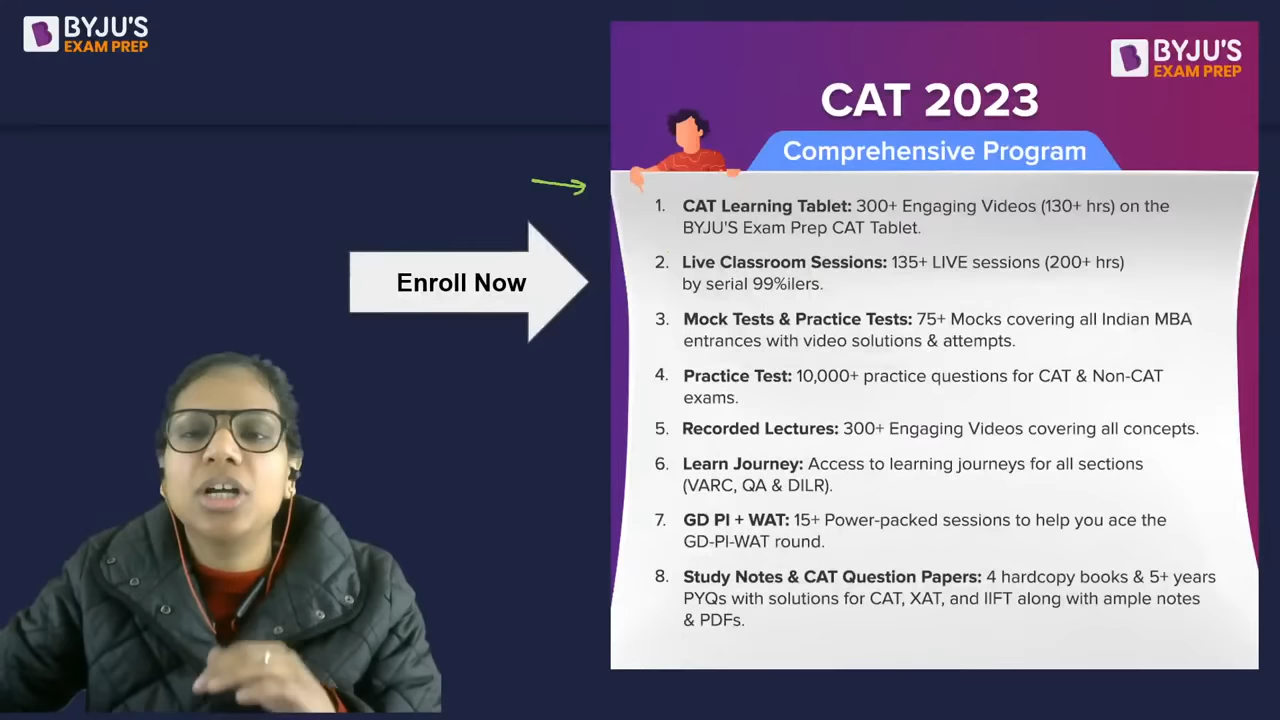 BYJU'S
EXAM PREP
BYJU'S
EXAM PREP
CAT 2023
Comprehensive Program
Enroll Now
1. CAT Learning Tablet: 300+ Engaging Videos (130+ hrs) on the
BYJU'S Exam Prep CAT Tablet.
2. Live Classroom Sessions: 135+ LIVE sessions (200+ hrs)
by serial 99%ilers.
3. Mock Tests & Practice Tests: 75+ Mocks covering all Indian MBA
entrances with video solutions & attempts.
4. Practice Test: 10,000+ practice questions for CAT & Non-CAT
exams.
5. Recorded Lectures: 300+ Engaging Videos covering all concepts.
6. Learn Journey: Access to learning journeys for all sections
(VARC, QA & DILR).
7. GD PI + WAT: 15+ Power-packed sessions to help you ace the
GD-PI-WAT round.
8. Study Notes & CAT Question Papers: 4 hardcopy books & 5+ years
PYQs with solutions for CAT, XAT, and IIFT along with ample notes
& PDFs.